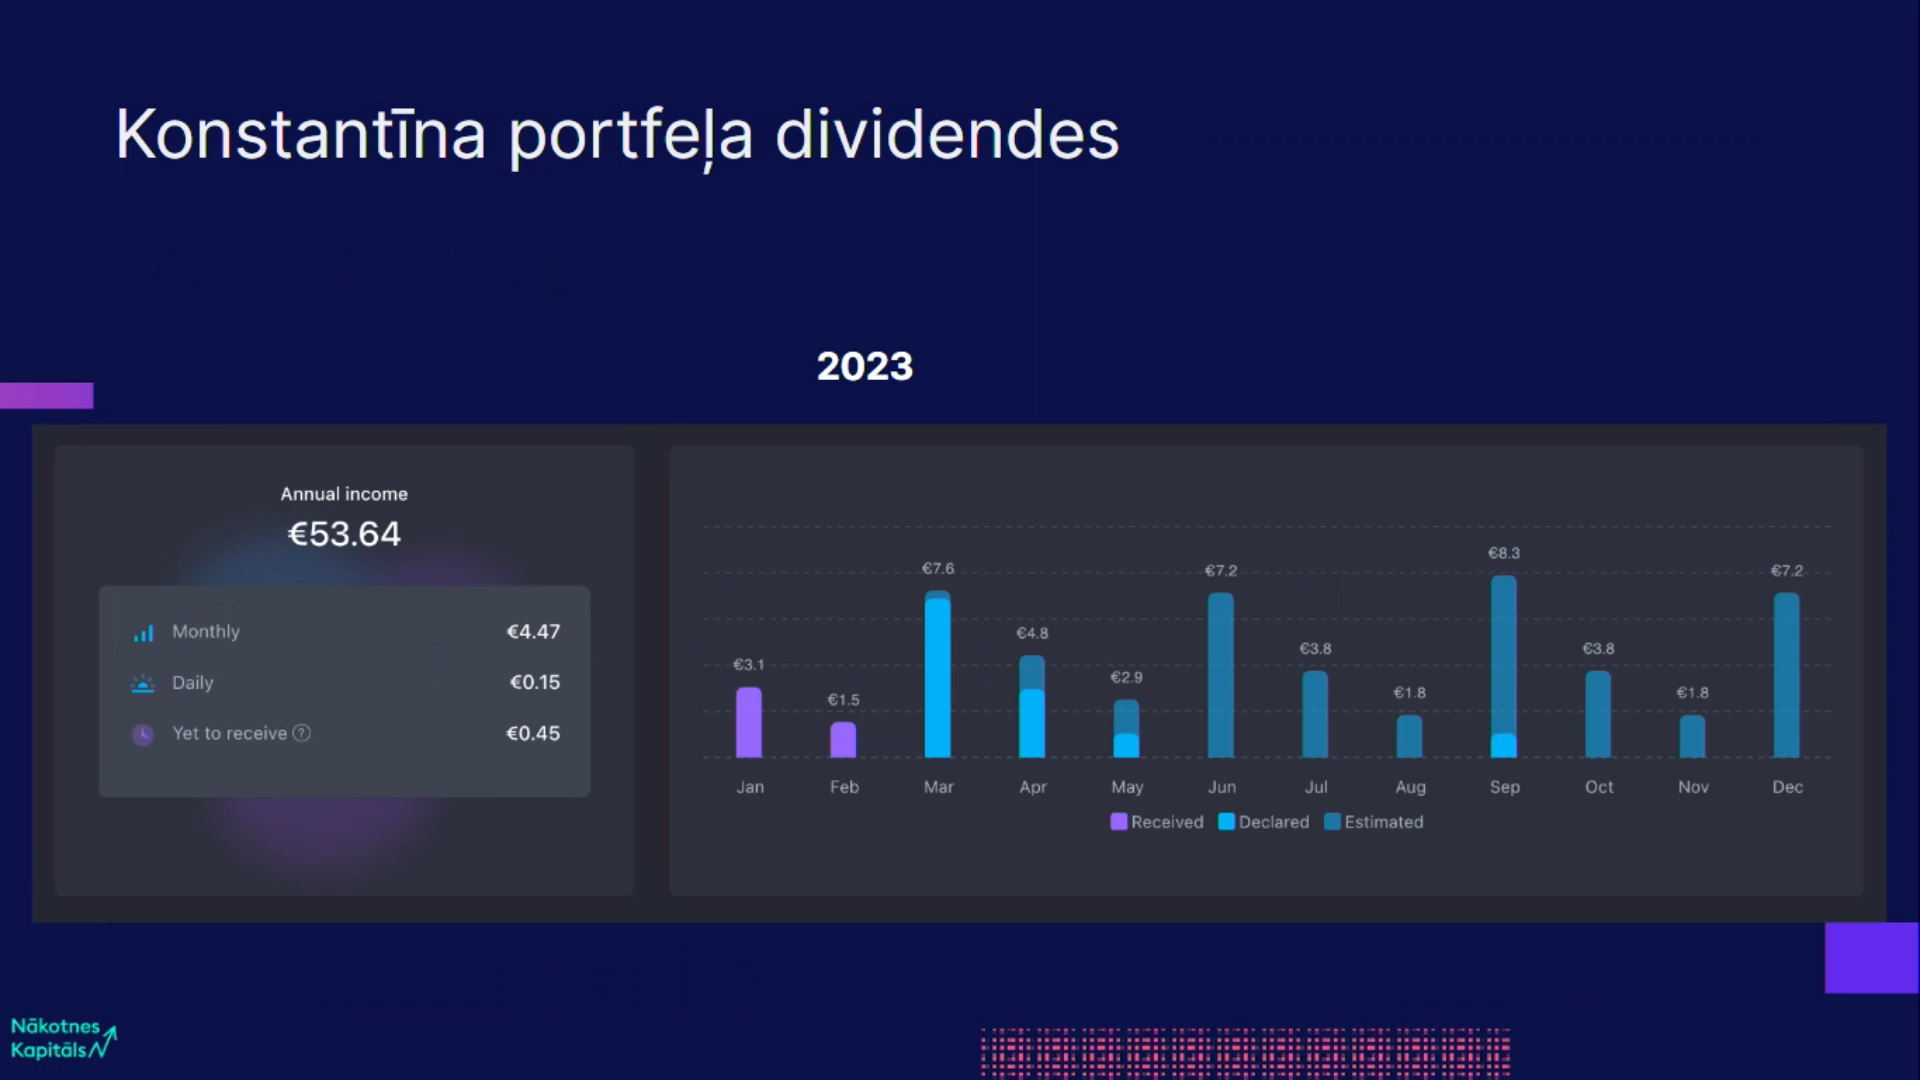 Konstantīna portfeļa dividendes
2023
Annual income
€53.64
Monthly €4.47
Daily €0.15
Yet to receive ? €0.45
€3.1 €1.5 €7.6 €4.8 €2.9 €7.2 €3.8 €1.8 €8.3 €3.8 €1.8 €7.2
Jan Feb Mar Apr May Jun Jul Aug Sep Oct Nov Dec
Received Declared Estimated
Nākotnes
Kapitāls